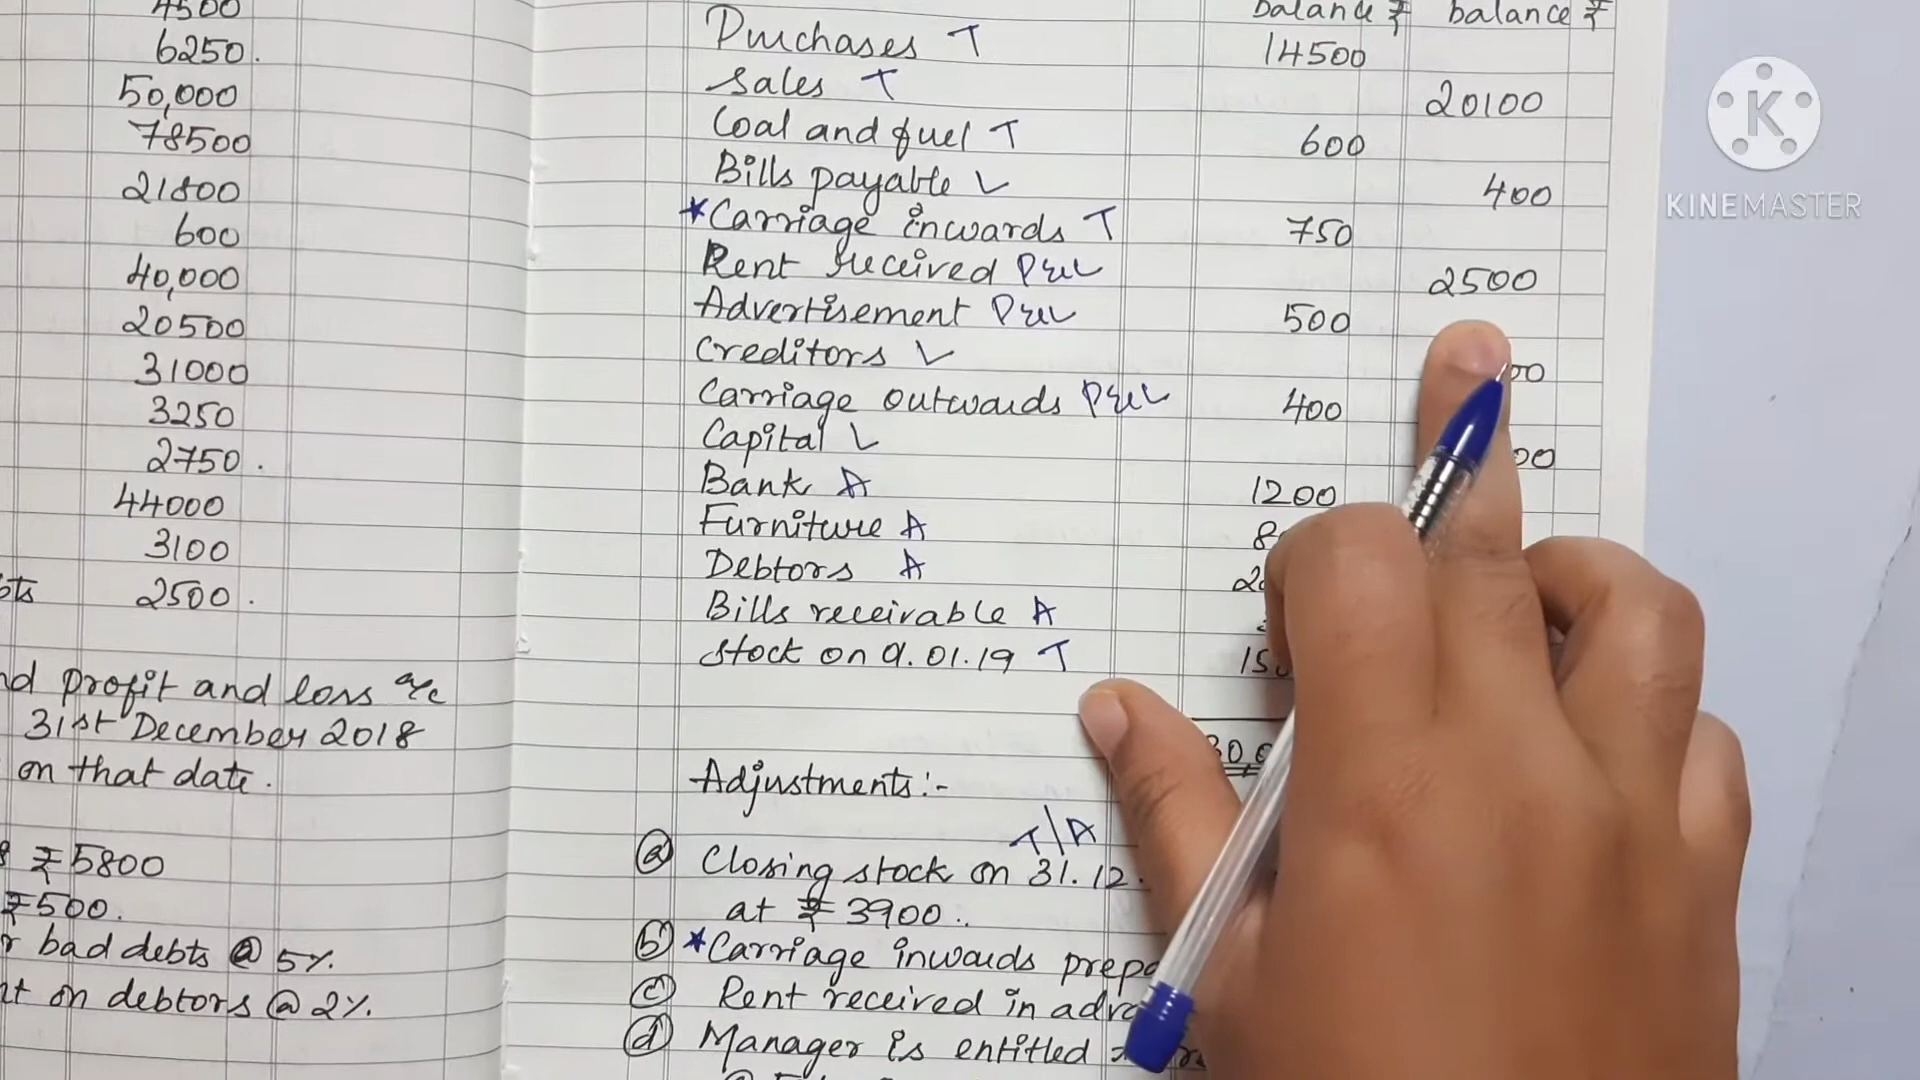 4500
6250.
50,000
78500
21800
600
40,000
20500
31000
3250
2750.
44000
3100
2500.
nd profit and loss a/c
31st December 2018
on that date.
₹5800
₹500.
bad debts @ 5%.
on debtors @ 2%.
balance ₹ balance ₹
Purchases T 14500
Sales T 20100
Coal and fuel T 600
Bills payable L 400
*Carriage inwards T 750
Rent received P&L 2500
Advertisement P&L 500
Creditors L 00
Carriage outwards P&L 400
Capital L 00
Bank A 1200
Furniture A
Debtors A
Bills receivable A
Stock on 01.01.19 T
Adjustments:-
T/A
(a) Closing stock on 31.12.
at ₹ 3900.
(b) *Carriage inwards prepa
(c) Rent received in adva
(d) Manager is entitled
K
KINEMASTER